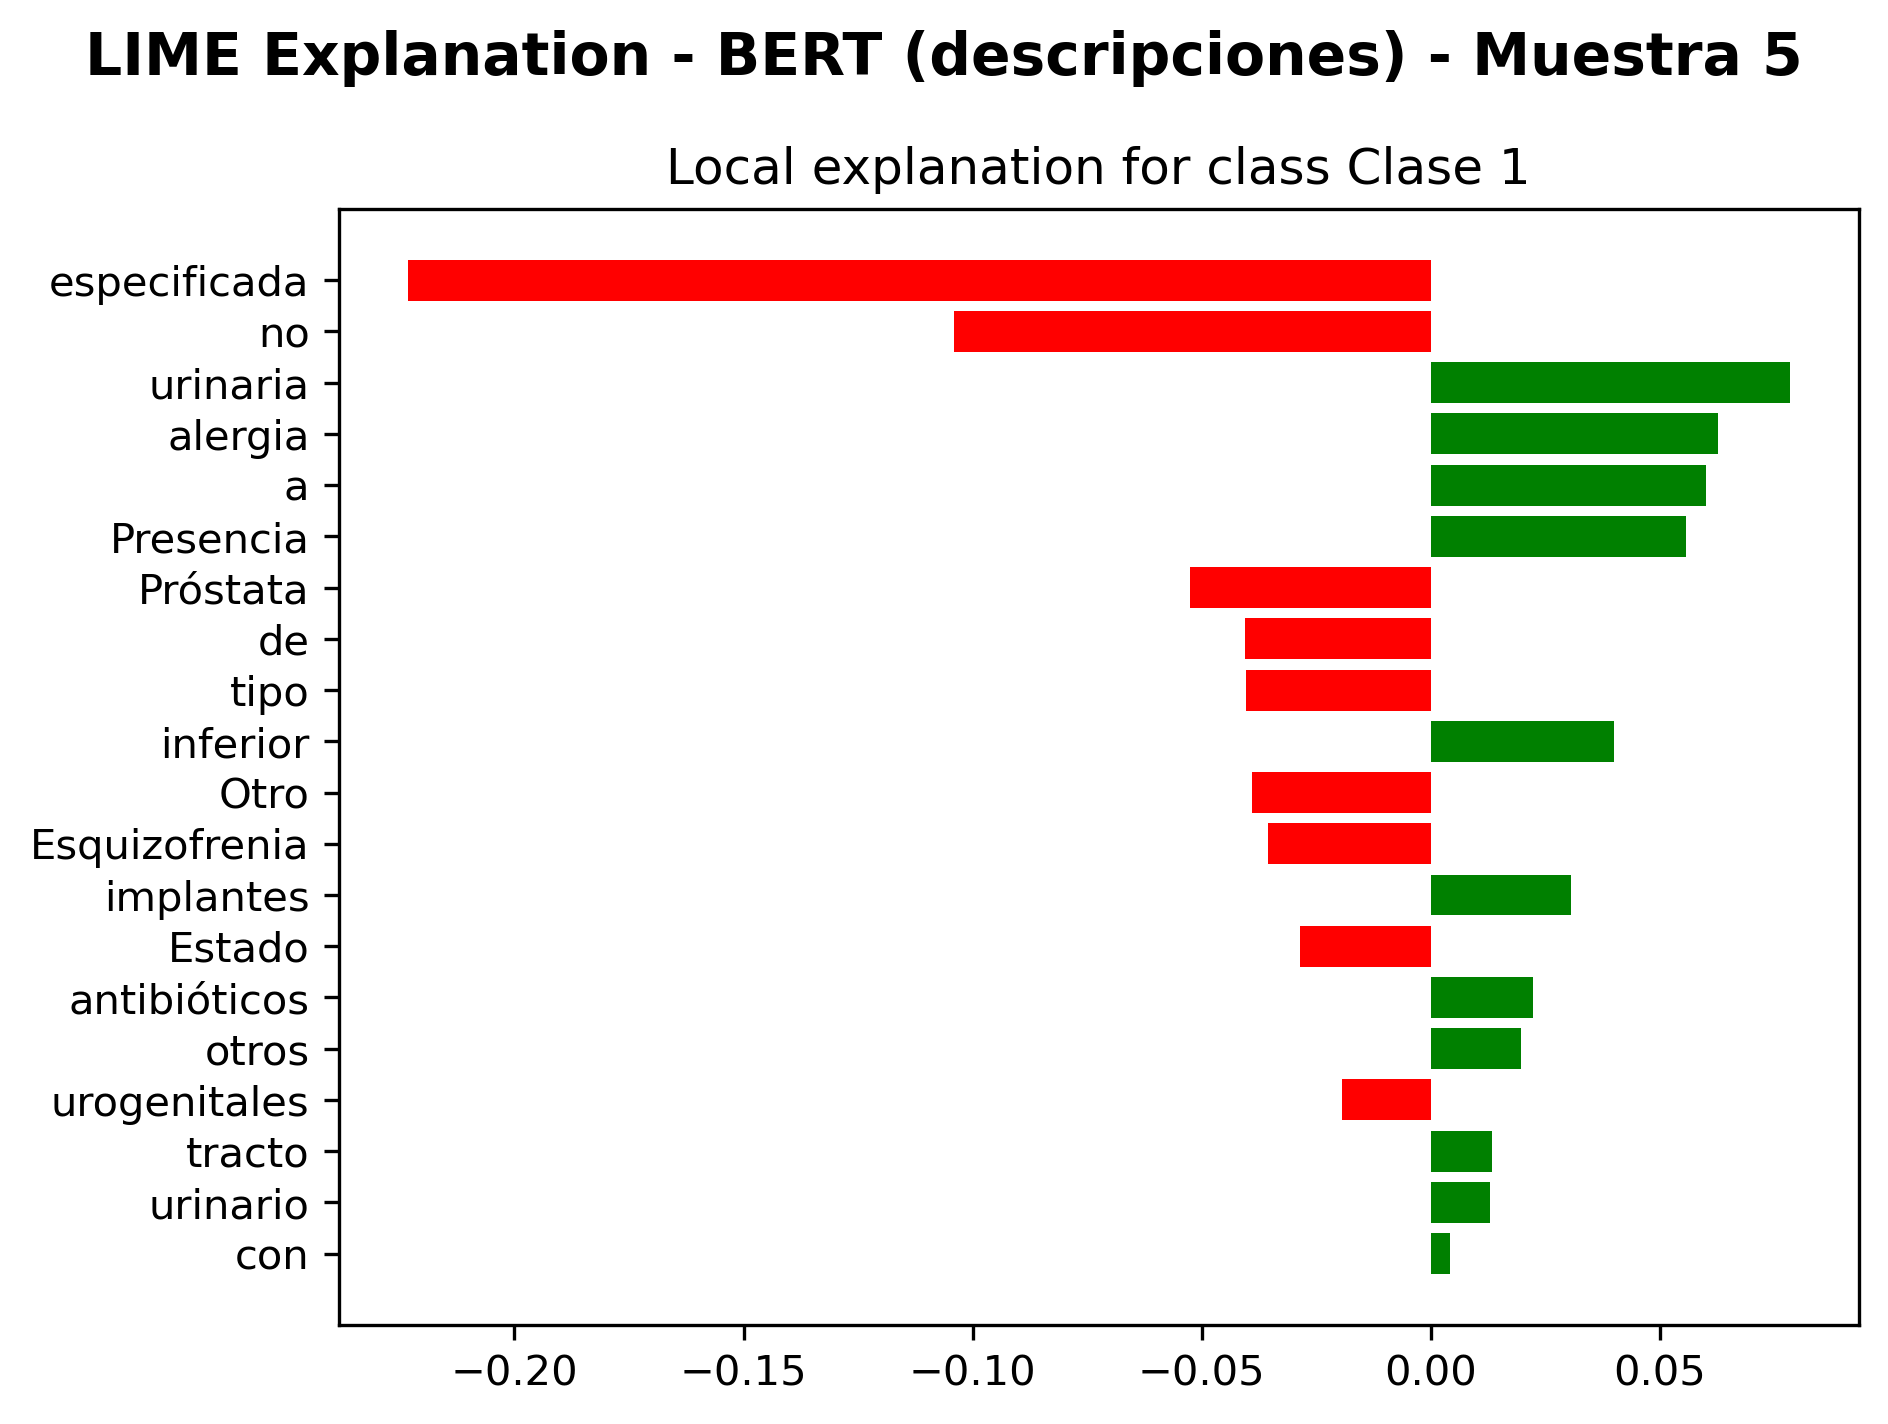 LIME Explanation - BERT (descripciones) - Muestra 5
Local explanation for class Clase 1
especificada
no
urinaria
alergia
a
Presencia
Próstata
de
tipo
inferior
Otro
Esquizofrenia
implantes
Estado
antibióticos
otros
urogenitales
tracto
urinario
con
−0.20 −0.15 −0.10 −0.05 0.00 0.05